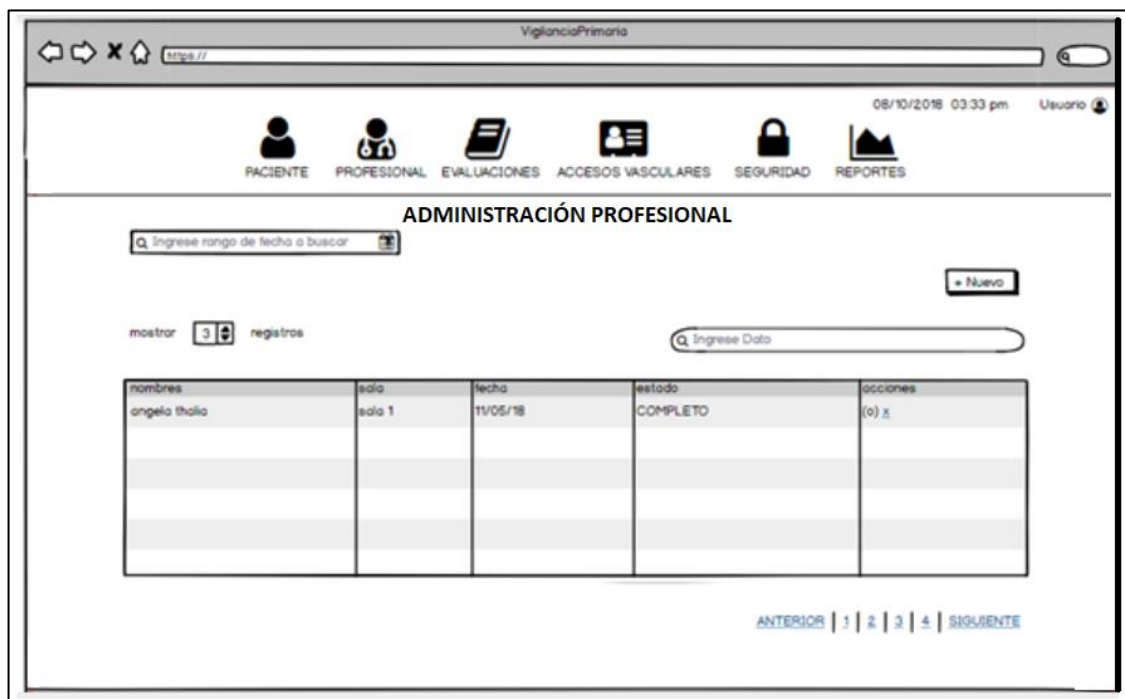 VigilanciaPrimaria
https://
08/10/2018 03:33 pm Usuario
PACIENTE PROFESIONAL EVALUACIONES ACCESOS VASCULARES SEGURIDAD REPORTES
ADMINISTRACIÓN PROFESIONAL
Ingrese rango de fecha a buscar
+ Nuevo
mostrar 3 registros
Ingrese Dato
nombres sala fecha estado acciones
angela thalia sala 1 11/05/18 COMPLETO (o) x
ANTERIOR | 1 | 2 | 3 | 4 | SIGUIENTE